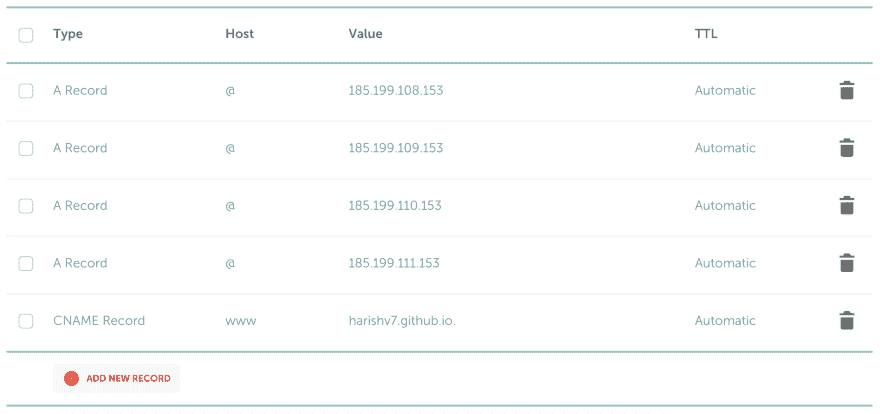 Type Host Value TTL
A Record @ 185.199.108.153 Automatic
A Record @ 185.199.109.153 Automatic
A Record @ 185.199.110.153 Automatic
A Record @ 185.199.111.153 Automatic
CNAME Record www harishv7.github.io. Automatic
ADD NEW RECORD